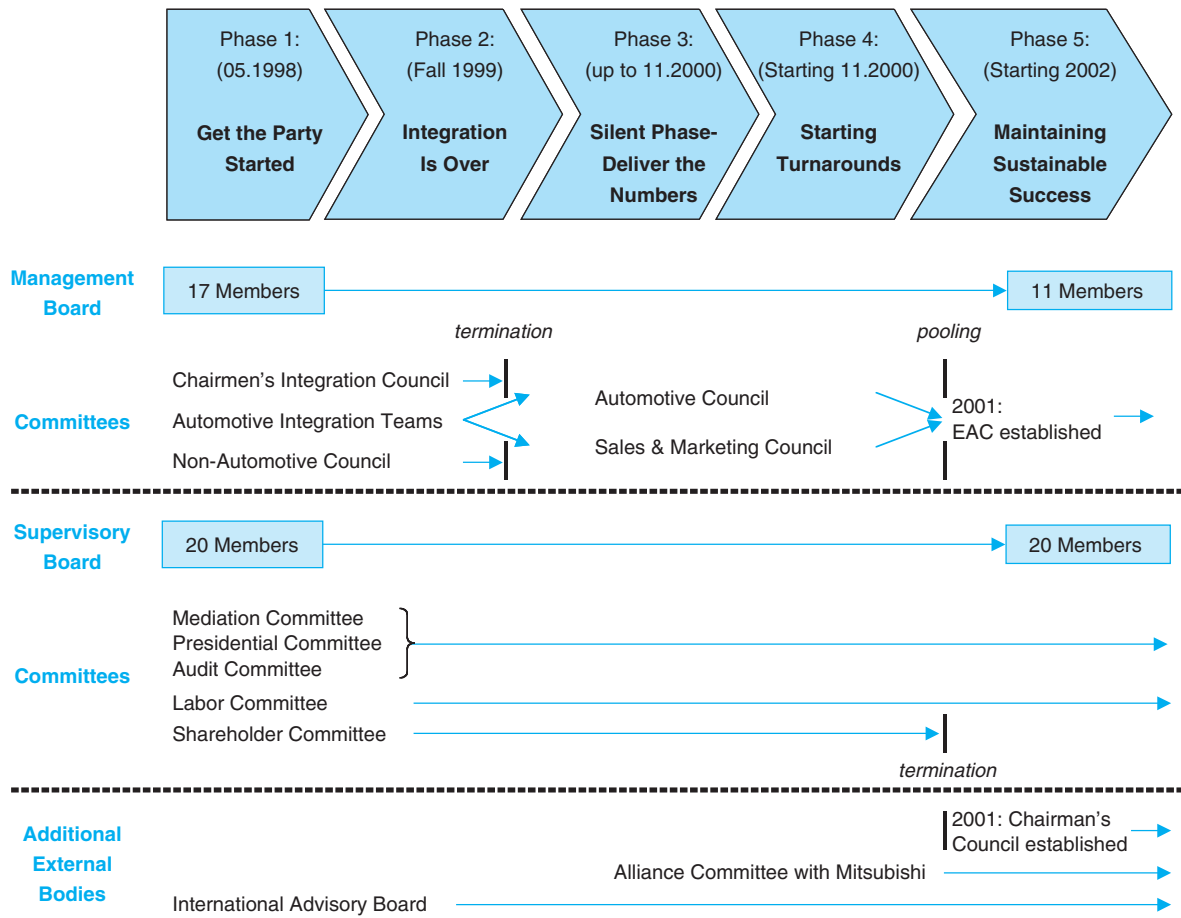 Phase 1:
(05.1998)
Get the Party
Started
Phase 2:
(Fall 1999)
Integration
Is Over
Phase 3:
(up to 11.2000)
Silent Phase-
Deliver the
Numbers
Phase 4:
(Starting 11.2000)
Starting
Turnarounds
Phase 5:
(Starting 2002)
Maintaining
Sustainable
Success
Management
Board
17 Members
11 Members
termination
pooling
Committees
Chairmen's Integration Council
Automotive Integration Teams
Non-Automotive Council
Automotive Council
Sales & Marketing Council
2001:
EAC established
Supervisory
Board
20 Members
20 Members
Committees
Mediation Committee
Presidential Committee
Audit Committee
Labor Committee
Shareholder Committee
termination
Additional
External
Bodies
2001: Chairman's
Council established
Alliance Committee with Mitsubishi
International Advisory Board